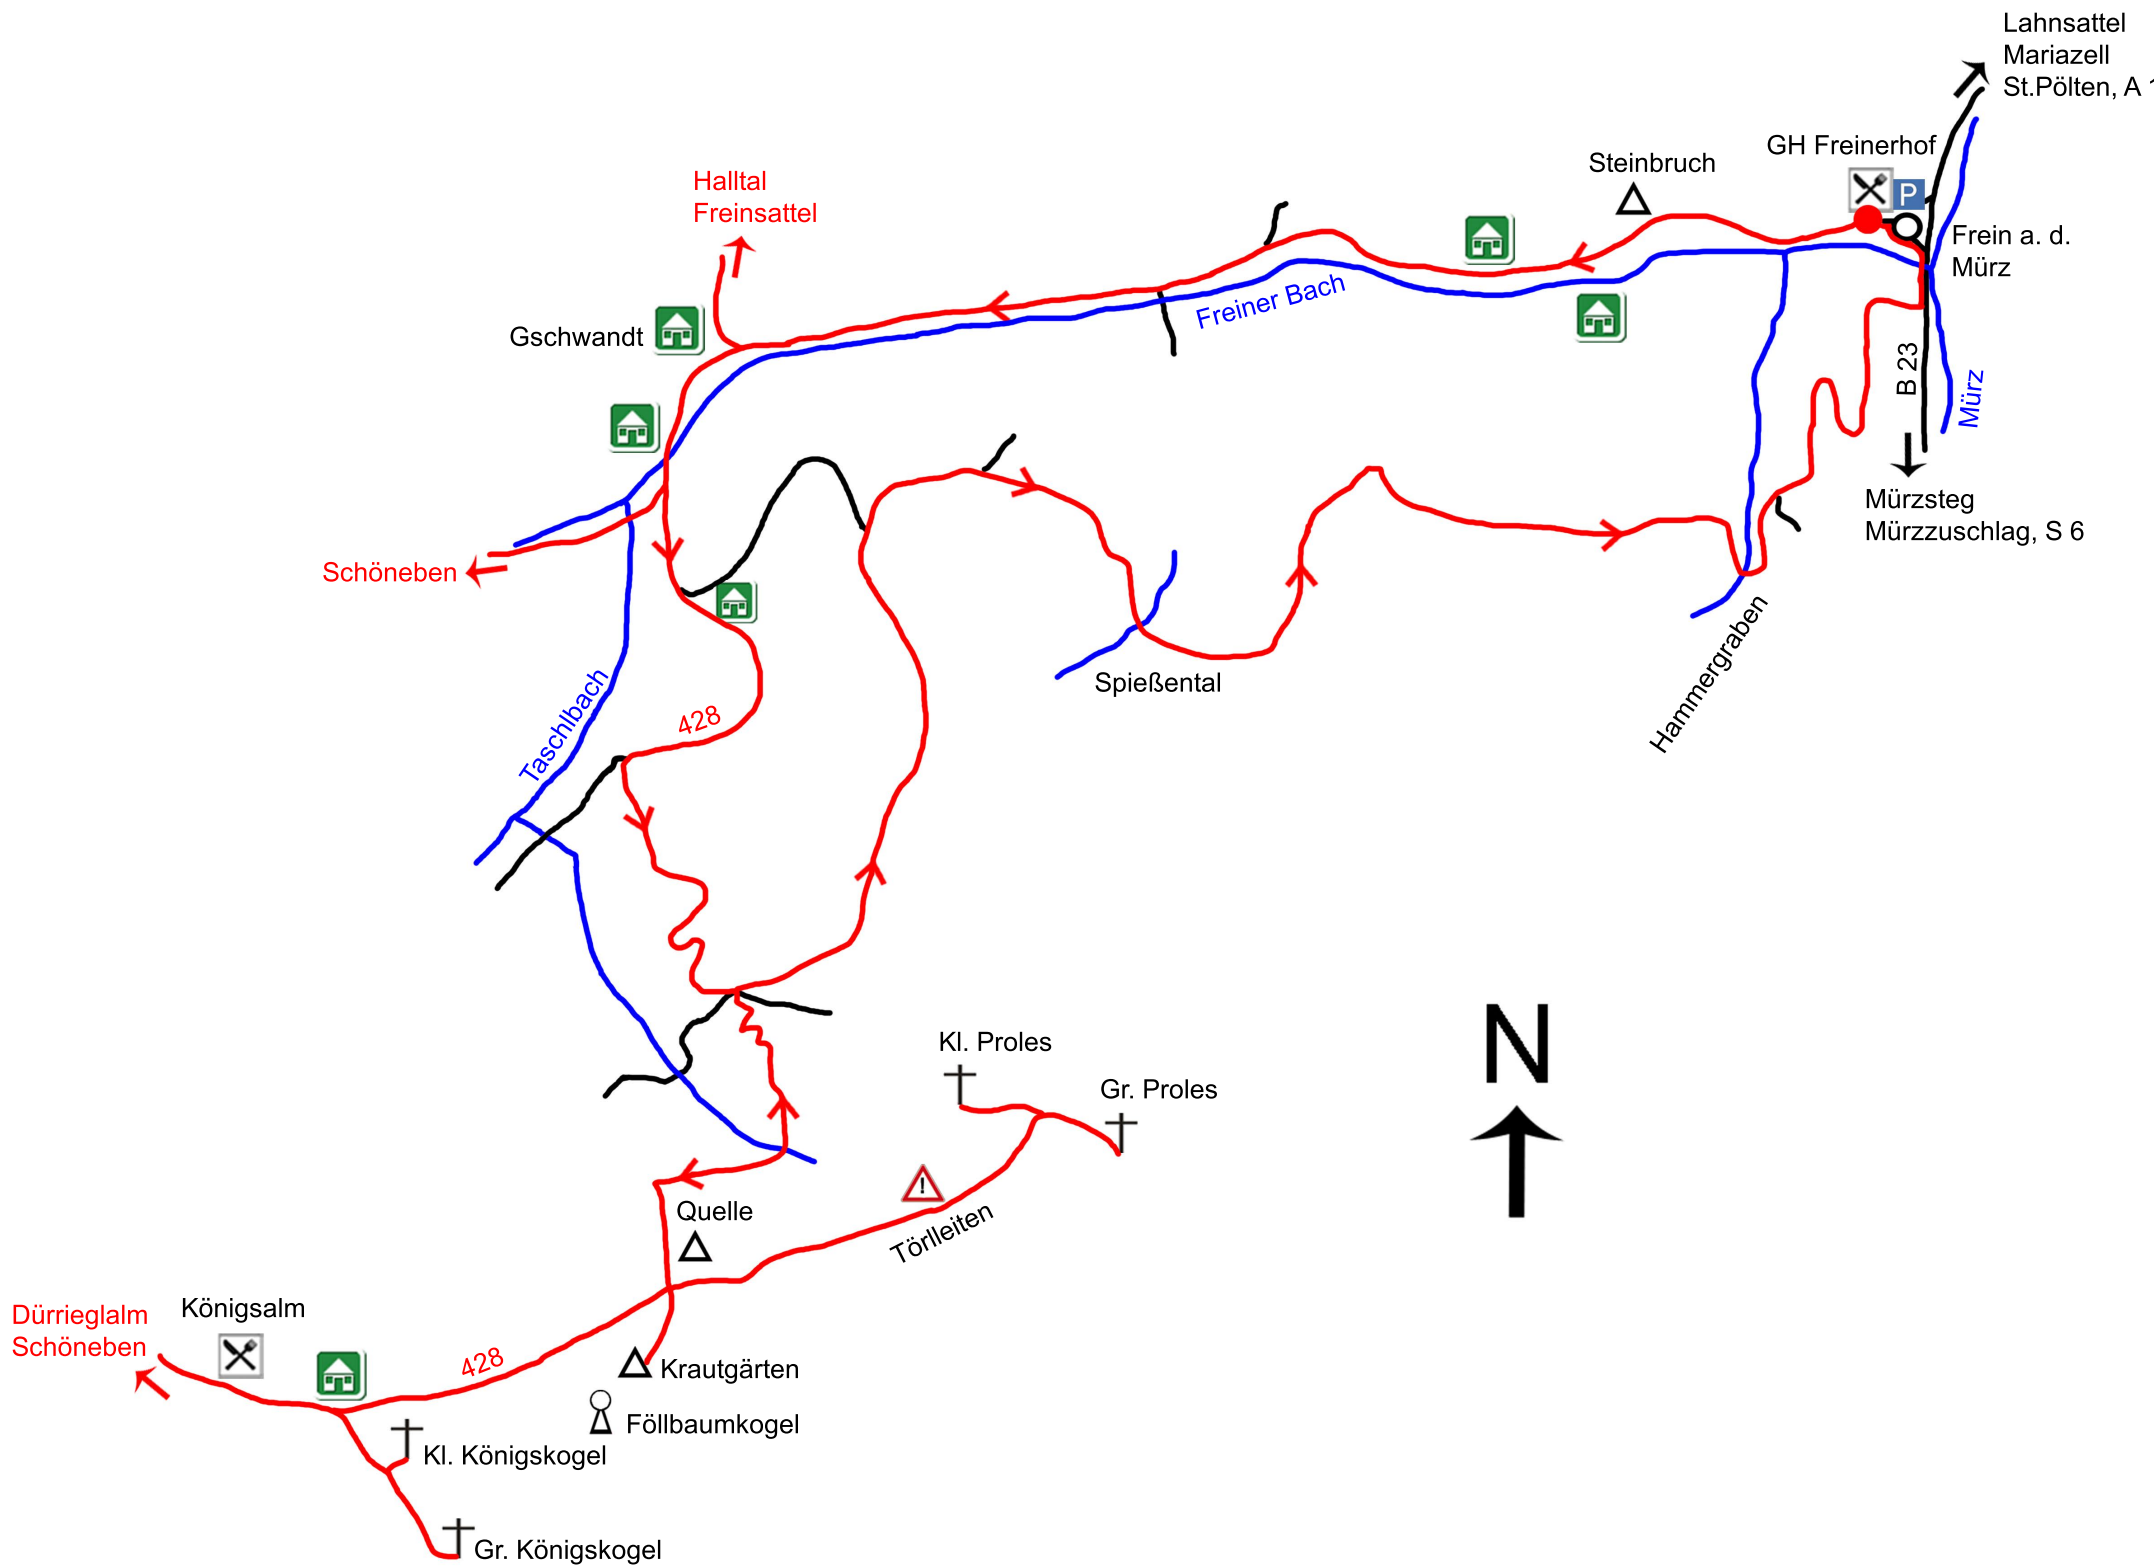 Lahnsattel
Mariazell
St.Pölten, A 1
GH Freinerhof
Steinbruch
P
Halltal
Freinsattel
Frein a. d.
Mürz
Freiner Bach
Gschwandt
B 23
Mürz
Mürzsteg
Mürzzuschlag, S 6
Schöneben
Hammergraben
Spießental
Taschlbach
428
N
Kl. Proles
Gr. Proles
!
Quelle
Törlleiten
Dürrieglalm
Schöneben
Königsalm
428
Krautgärten
Föllbaumkogel
Kl. Königskogel
Gr. Königskogel